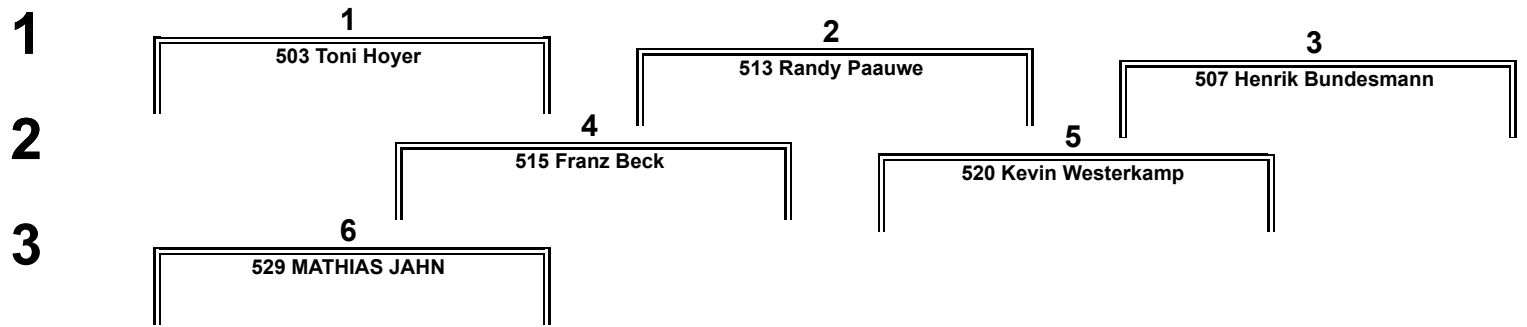 1
1
503 Toni Hoyer
2
513 Randy Paauwe
3
507 Henrik Bundesmann
2
4
515 Franz Beck
5
520 Kevin Westerkamp
3
6
529 MATHIAS JAHN